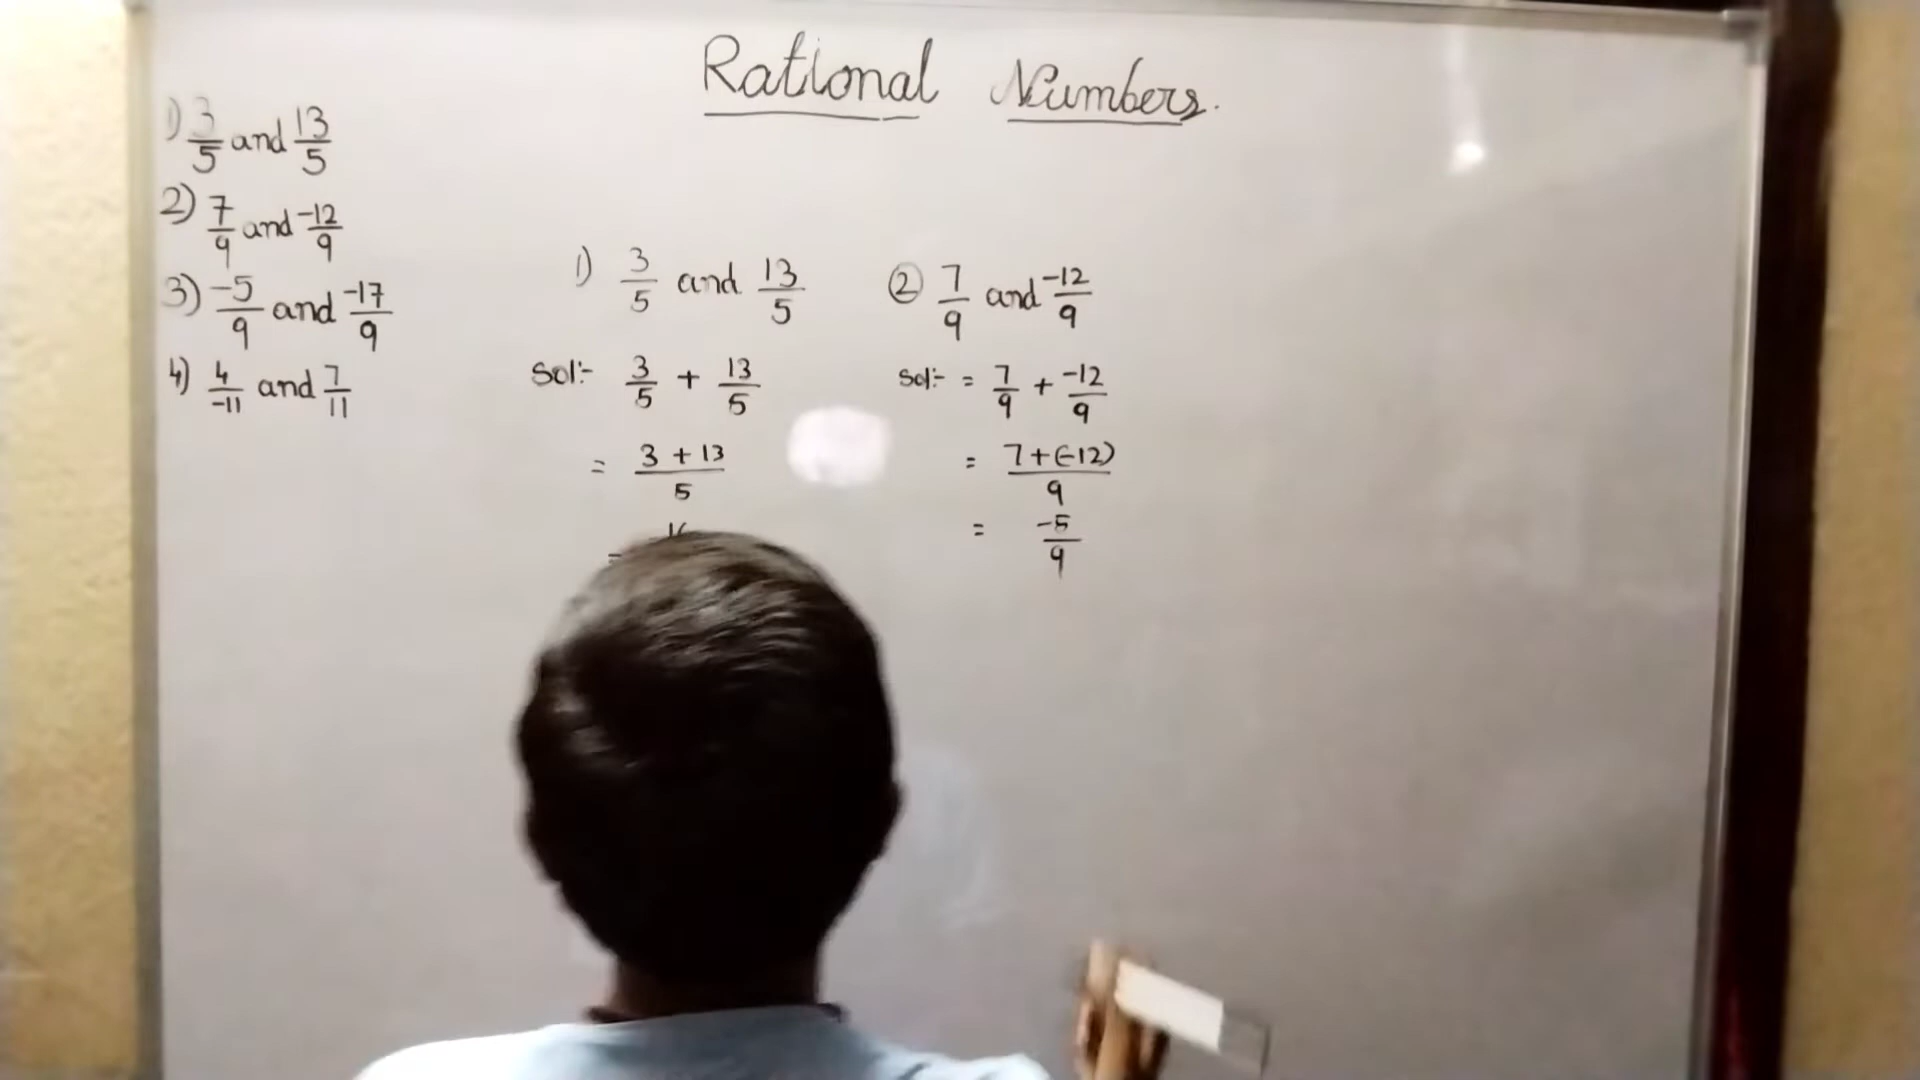 Rational Numbers.
1) 3/5 and 13/5
2) 7/9 and -12/9
3) -5/9 and -17/9
4) 4/-11 and 7/11
1) 3/5 and 13/5
Sol:- 3/5 + 13/5
= 3 + 13/5
=
② 7/9 and -12/9
Sol:- = 7/9 + -12/9
= 7+(-12)/9
= -5/9